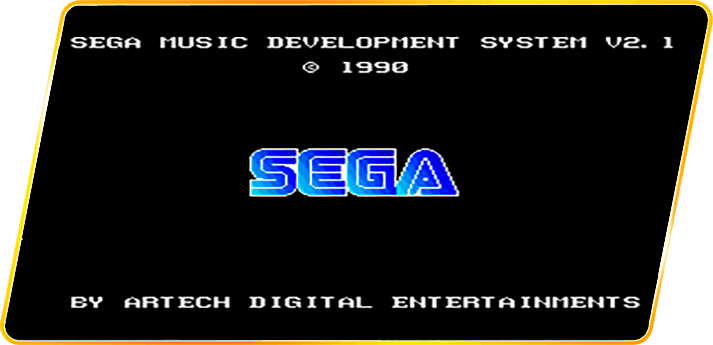 SEGA MUSIC DEVELOPMENT SYSTEM V2.1
© 1990
SEGA
BY ARTECH DIGITAL ENTERTAINMENTS